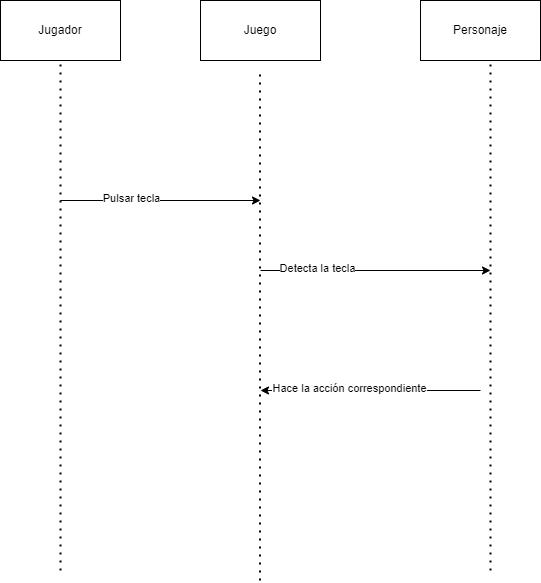 Jugador
Juego
Personaje
Pulsar tecla
Detecta la tecla
Hace la acción correspondiente